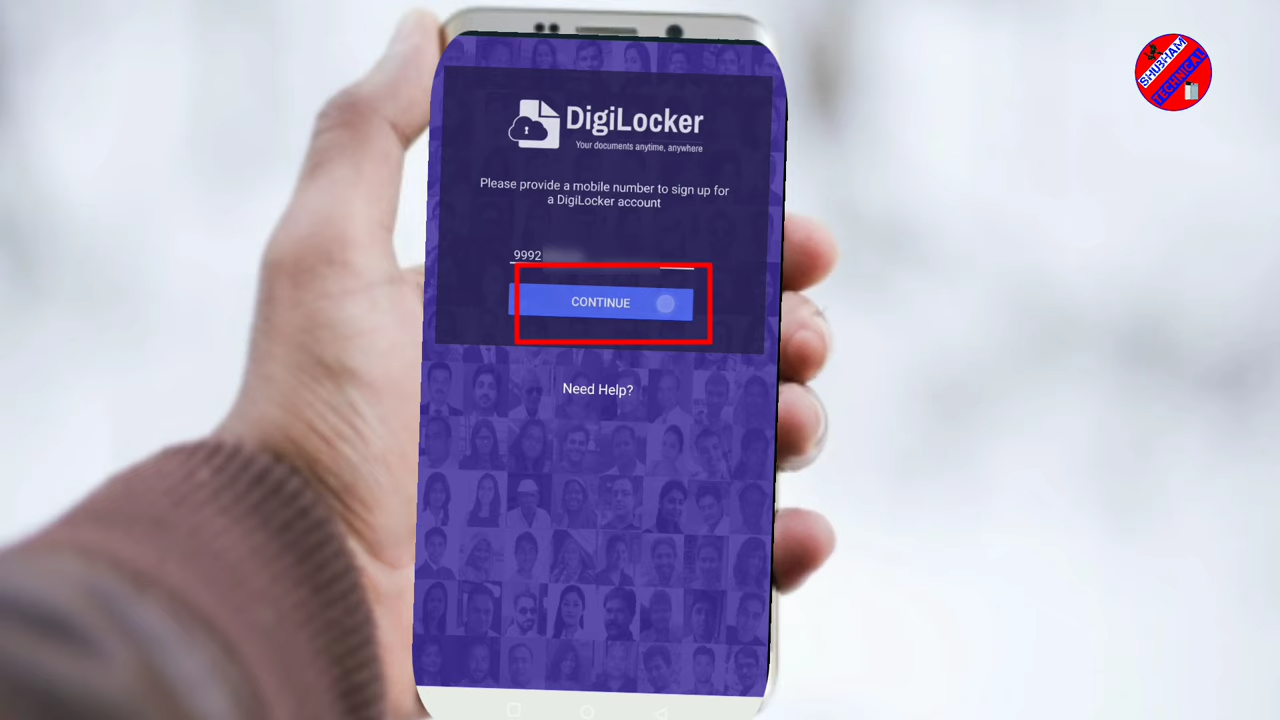 SHUBHAM
TECHNICAL
DigiLocker
Your documents anytime, anywhere
Please provide a mobile number to sign up for
a DigiLocker account
9992
CONTINUE
Need Help?